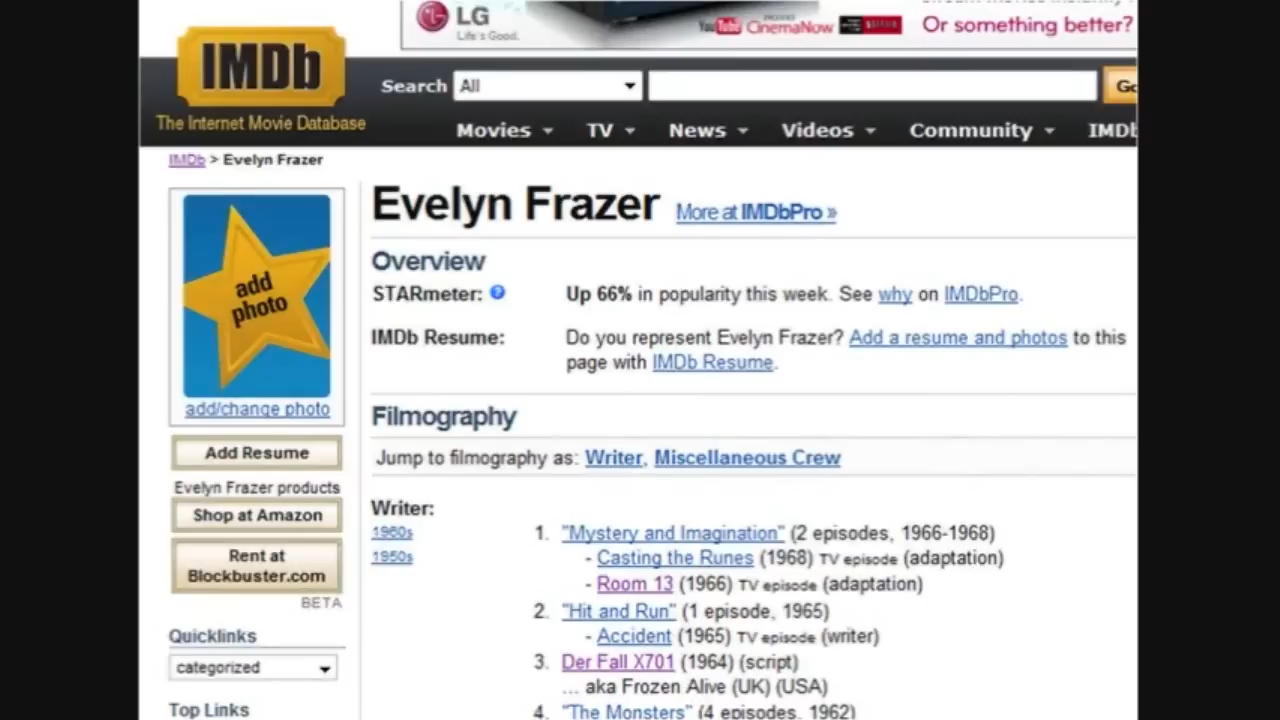 LG
Life's Good.
YouTube CinemaNow
Or something better?
IMDb
The Internet Movie Database
Search All
Movies TV News Videos Community
IMDb > Evelyn Frazer
Evelyn Frazer More at IMDbPro »
add
photo
add/change photo
Add Resume
Evelyn Frazer products
Shop at Amazon
Rent at
Blockbuster.com
BETA
Quicklinks
categorized
Top Links
Overview
STARmeter: ? Up 66% in popularity this week. See why on IMDbPro.
IMDb Resume: Do you represent Evelyn Frazer? Add a resume and photos to this
page with IMDb Resume.
Filmography
Jump to filmography as: Writer, Miscellaneous Crew
Writer:
1960s
1950s
1. "Mystery and Imagination" (2 episodes, 1966-1968)
- Casting the Runes (1968) TV episode (adaptation)
- Room 13 (1966) TV episode (adaptation)
2. "Hit and Run" (1 episode, 1965)
- Accident (1965) TV episode (writer)
3. Der Fall X701 (1964) (script)
... aka Frozen Alive (UK) (USA)
4. "The Monsters" (4 episodes, 1962)